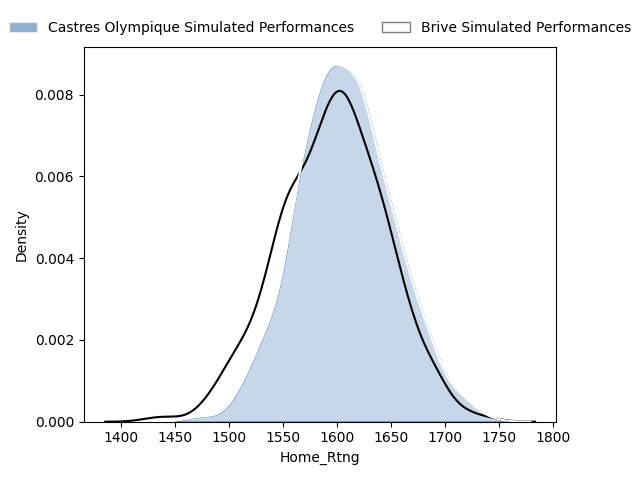 Castres Olympique Simulated Performances Brive Simulated Performances
0.008
0.006
0.004
0.002
0.000
Density
1400 1450 1500 1550 1600 1650 1700 1750 1800
Home_Rtng